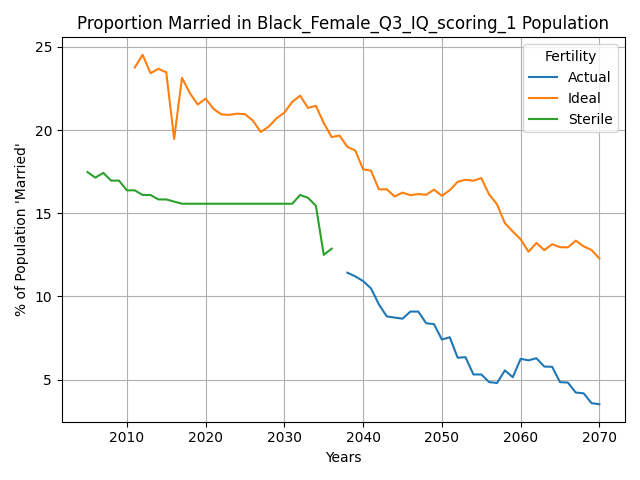 Proportion Married in Black_Female_Q3_IQ_scoring_1 Population
% of Population 'Married'
25
20
15
10
5
Fertility
Actual
Ideal
Sterile
2010 2020 2030 2040 2050 2060 2070
Years